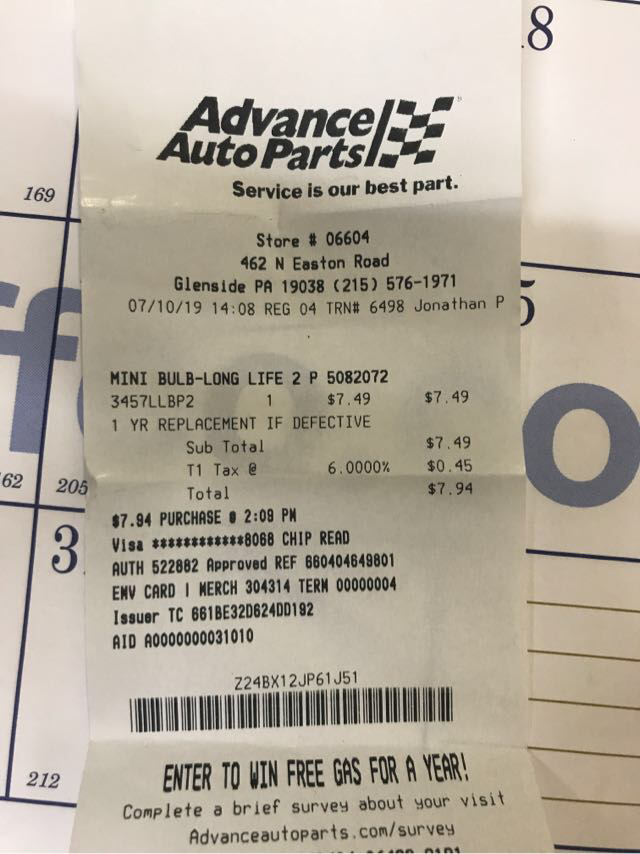 8
169
Advance
Auto Parts
Service is our best part.
Store # 06604
462 N Easton Road
Glenside PA 19038 (215) 576-1971
07/10/19 14:08 REG 04 TRN# 6498 Jonathan P
5
MINI BULB-LONG LIFE 2 P 5082072
3457LLBP2 1 $7.49 $7.49
1 YR REPLACEMENT IF DEFECTIVE
Sub Total $7.49
T1 Tax @ 6.0000% $0.45
Total $7.94
62 205
$7.94 PURCHASE @ 2:09 PM
Visa ************8068 CHIP READ
AUTH 522882 Approved REF 660404649801
EMV CARD | MERCH 304314 TERM 00000004
Issuer TC 661BE32D624DD192
AID A0000000031010
3
Z24BX12JP61J51
212
ENTER TO WIN FREE GAS FOR A YEAR!
Complete a brief survey about your visit
Advanceautoparts.com/survey